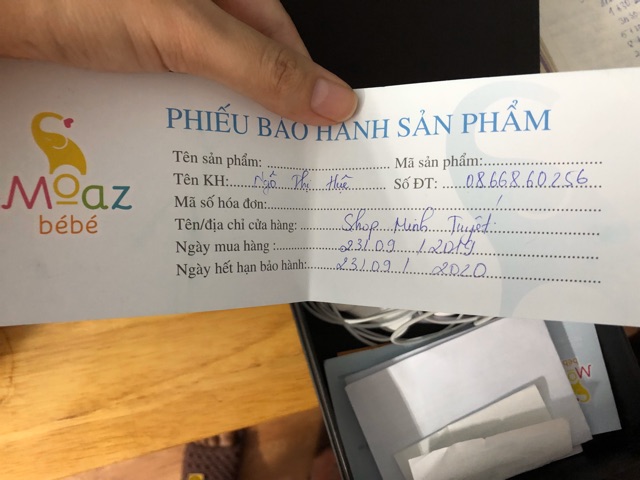 PHIẾU BẢO HÀNH SẢN PHẨM
Tên sản phẩm: Mã sản phẩm:
Tên KH: Ngô Thị Huệ Số ĐT: 0866860256
Mã số hóa đơn:
Tên/địa chỉ cửa hàng: Shop Minh Tuyệt
Ngày mua hàng : 23/09/2019
Ngày hết hạn bảo hành: 23/09/2020
Moaz
bébé